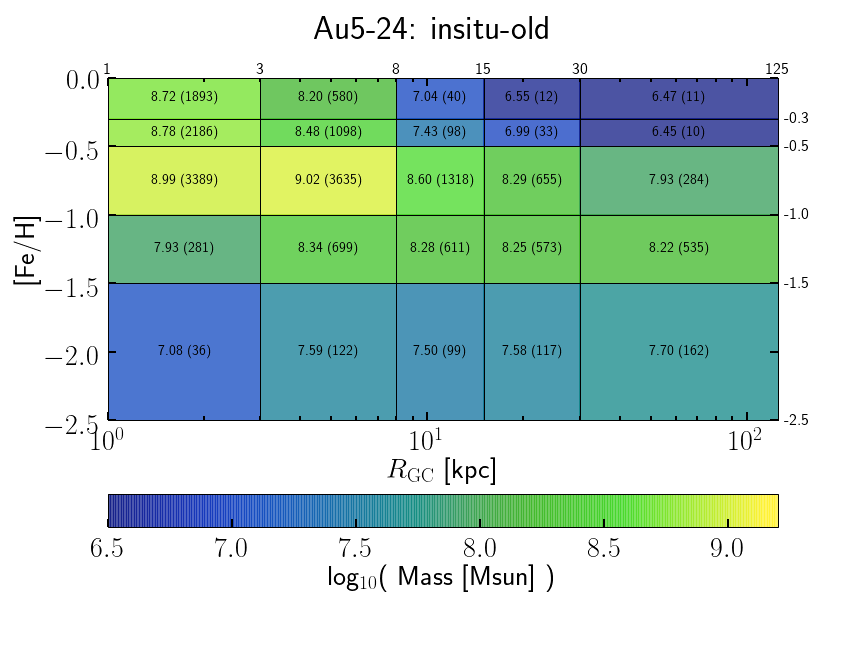 Au5-24: insitu-old
1 3 8 15 30 125
0.0 8.72 (1893) 8.20 (580) 7.04 (40) 6.55 (12) 6.47 (11)
-0.3
8.78 (2186) 8.48 (1098) 7.43 (98) 6.99 (33) 6.45 (10)
−0.5 -0.5
8.99 (3389) 9.02 (3635) 8.60 (1318) 8.29 (655) 7.93 (284)
−1.0 -1.0
[Fe/H]
7.93 (281) 8.34 (699) 8.28 (611) 8.25 (573) 8.22 (535)
−1.5 -1.5
−2.0 7.08 (36) 7.59 (122) 7.50 (99) 7.58 (117) 7.70 (162)
−2.5 -2.5
10⁰ 10¹ 10²
R_GC [kpc]
6.5 7.0 7.5 8.0 8.5 9.0
log₁₀( Mass [Msun] )